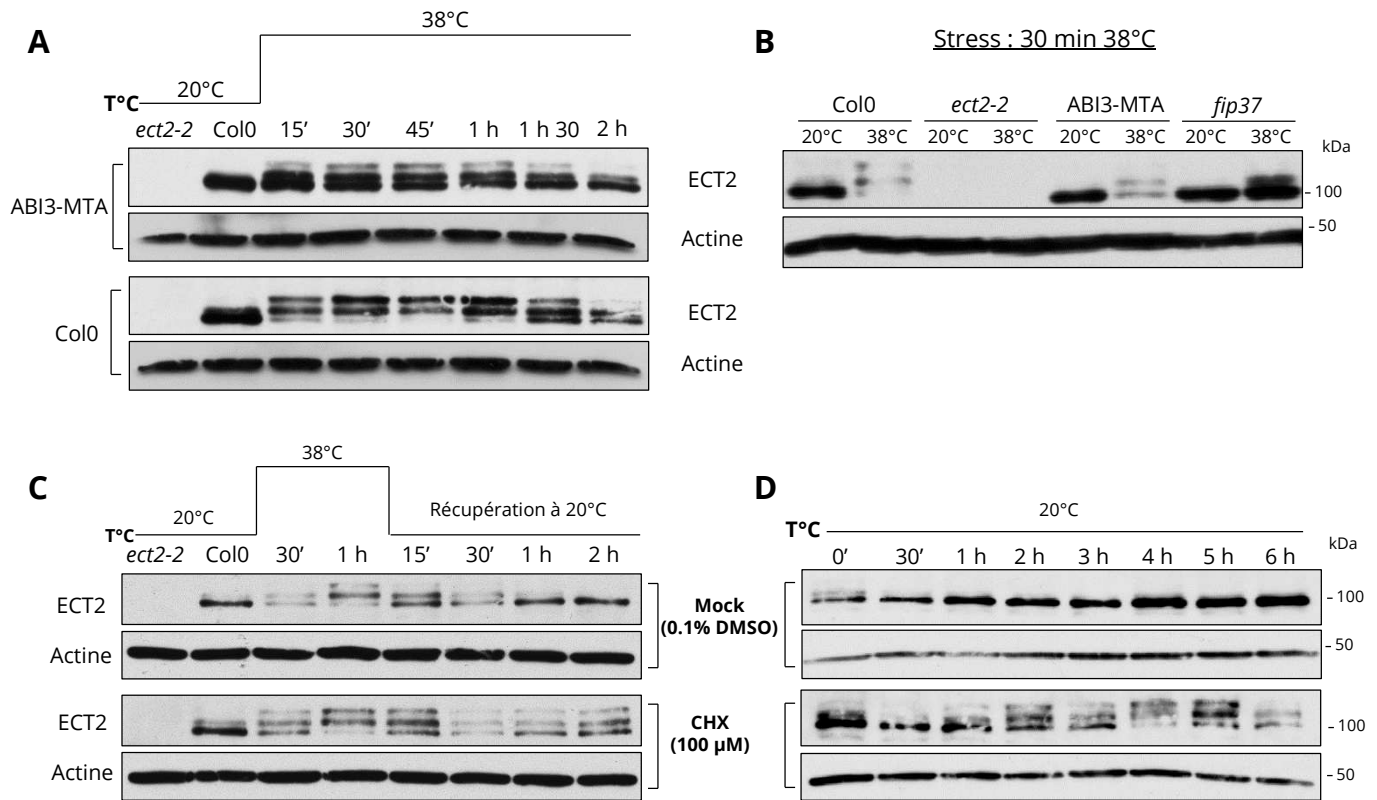 A
38°C
20°C
T°C
ect2-2 Col0 15′ 30′ 45′ 1 h 1 h 30 2 h
ABI3-MTA
ECT2
Actine
Col0
ECT2
Actine
B
Stress : 30 min 38°C
Col0 ect2-2 ABI3-MTA fip37
20°C 38°C 20°C 38°C 20°C 38°C 20°C 38°C
kDa
- 100
- 50
C
38°C
20°C
Récupération à 20°C
T°C
ect2-2 Col0 30′ 1 h 15′ 30′ 1 h 2 h
ECT2
Actine
Mock
(0.1% DMSO)
ECT2
Actine
CHX
(100 µM)
D
20°C
T°C
0′ 30′ 1 h 2 h 3 h 4 h 5 h 6 h
kDa
- 100
- 50
- 100
- 50